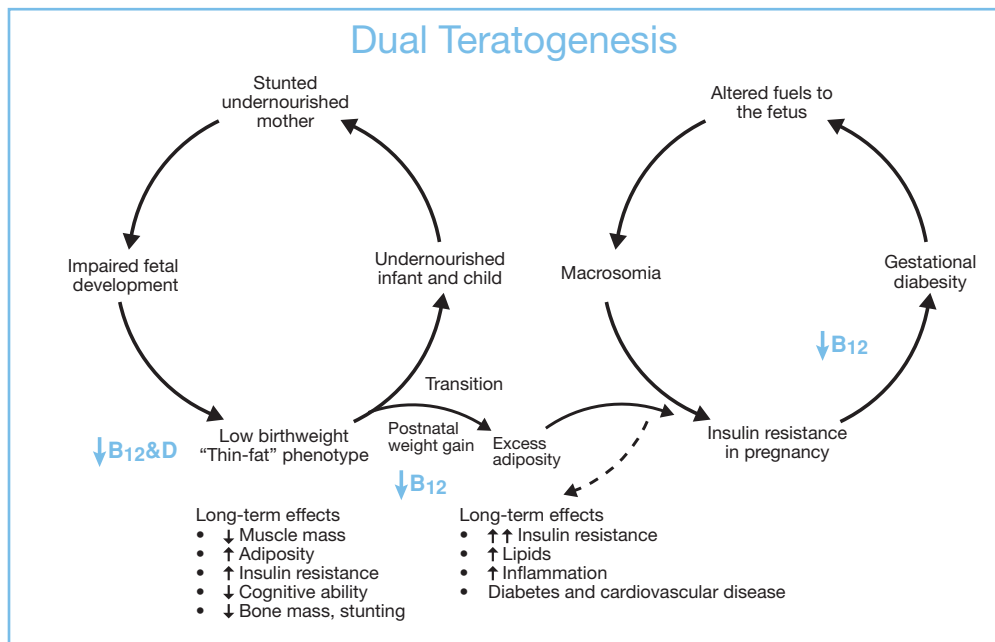 Dual Teratogenesis
Stunted
undernourished
mother
Impaired fetal
development
Undernourished
infant and child
Low birthweight
“Thin-fat” phenotype
↓B12&D
Transition
Postnatal
weight gain
↓B12
Excess
adiposity
Altered fuels to
the fetus
Macrosomia
Gestational
diabesity
↓B12
Insulin resistance
in pregnancy
Long-term effects
• ↓ Muscle mass
• ↑ Adiposity
• ↑ Insulin resistance
• ↓ Cognitive ability
• ↓ Bone mass, stunting
Long-term effects
• ↑↑ Insulin resistance
• ↑ Lipids
• ↑ Inflammation
• Diabetes and cardiovascular disease